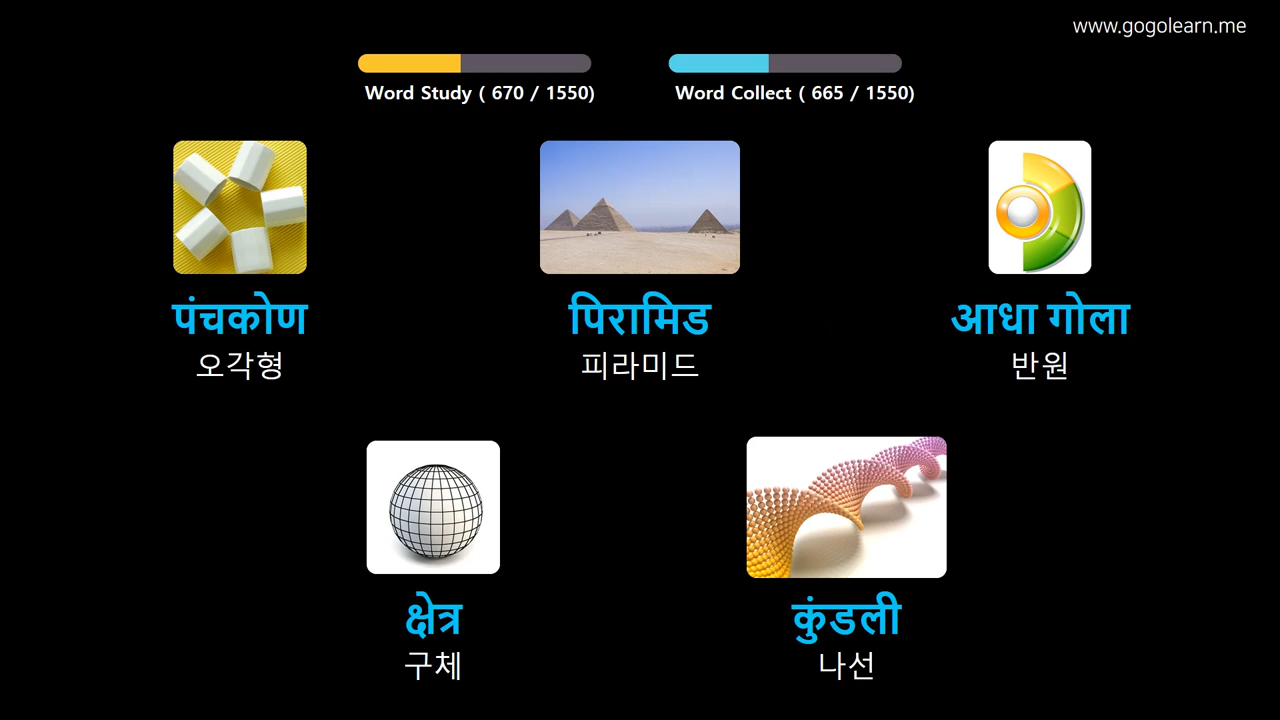 www.gogolearn.me
Word Study ( 670 / 1550)
Word Collect ( 665 / 1550)
पंचकोण
오각형
पिरामिड
피라미드
आधा गोला
반원
क्षेत्र
구체
कुंडली
나선